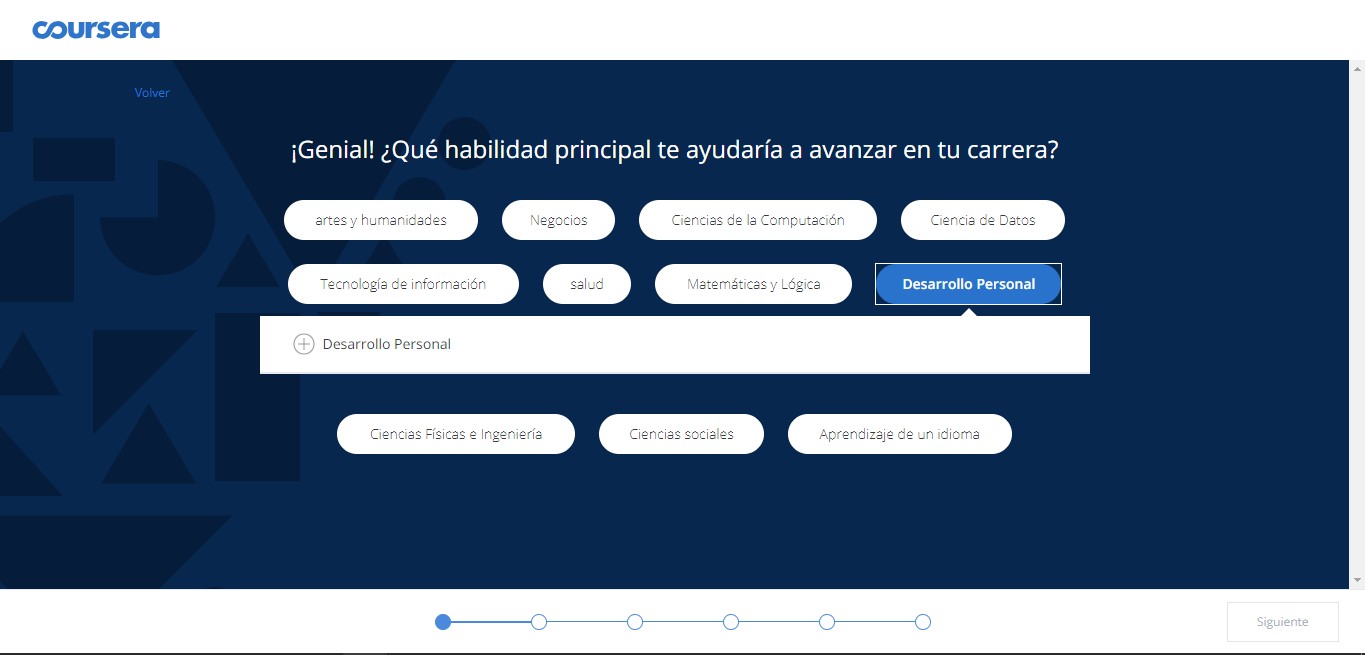 coursera
Volver
¡Genial! ¿Qué habilidad principal te ayudaría a avanzar en tu carrera?
artes y humanidades
Negocios
Ciencias de la Computación
Ciencia de Datos
Tecnología de información
salud
Matemáticas y Lógica
Desarrollo Personal
Desarrollo Personal
Ciencias Físicas e Ingeniería
Ciencias sociales
Aprendizaje de un idioma
Siguiente